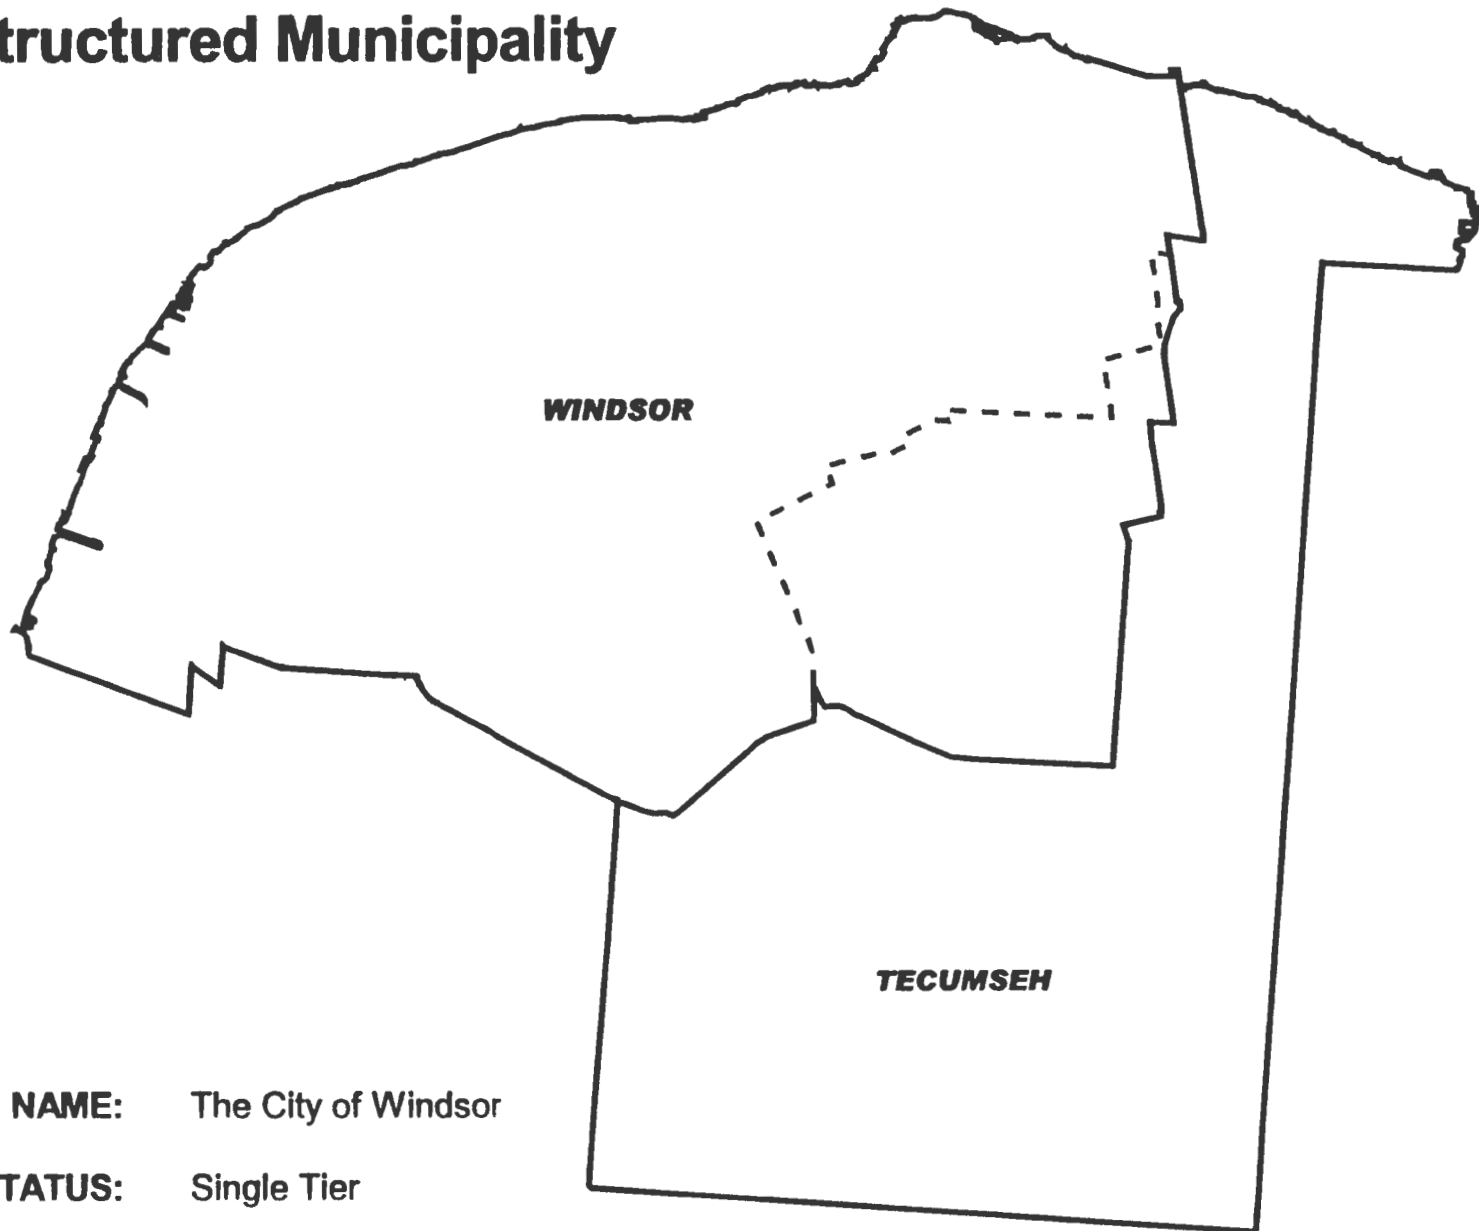 tructured Municipality
WINDSOR
TECUMSEH
NAME: The City of Windsor
TATUS: Single Tier